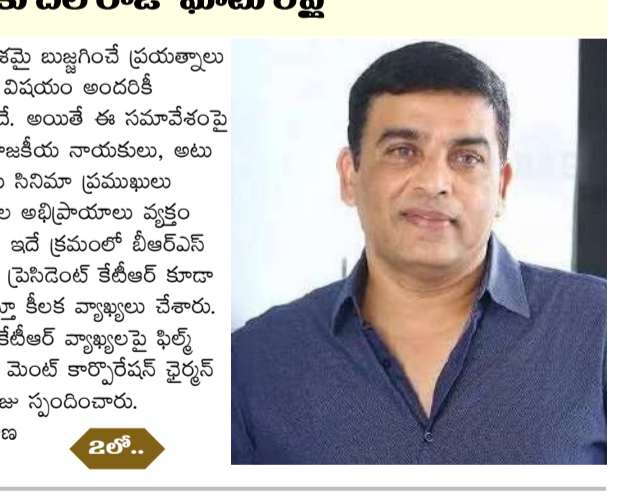 కు దిల్ రాజు ఘాటు రిప్లై
శమై బుజ్జగించే ప్రయత్నాలు
విషయం అందరికీ
దే. అయితే ఈ సమావేశంపై
రాజకీయ నాయకులు, అటు
సినిమా ప్రముఖులు
ల అభిప్రాయాలు వ్యక్తం
ఇదే క్రమంలో బీఆర్ఎస్
ప్రెసిడెంట్ కేటీఆర్ కూడా
కీలక వ్యాఖ్యలు చేశారు.
కేటీఆర్ వ్యాఖ్యలపై ఫిల్మ్
మెంట్ కార్పొరేషన్ ఛైర్మన్
జు స్పందించారు.
ాణ
2లో..